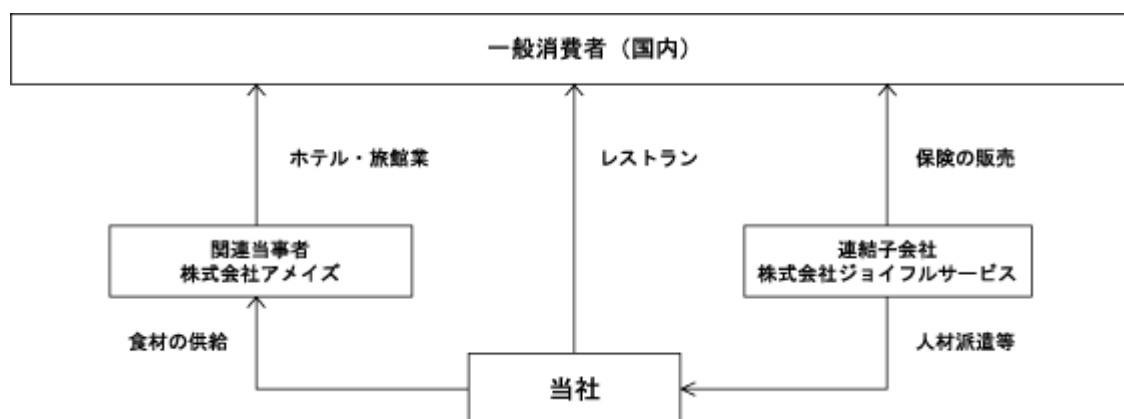 一般消費者（国内）
ホテル・旅館業
レストラン
保険の販売
関連当事者
株式会社アメイズ
連結子会社
株式会社ジョイフルサービス
食材の供給
人材派遣等
当社